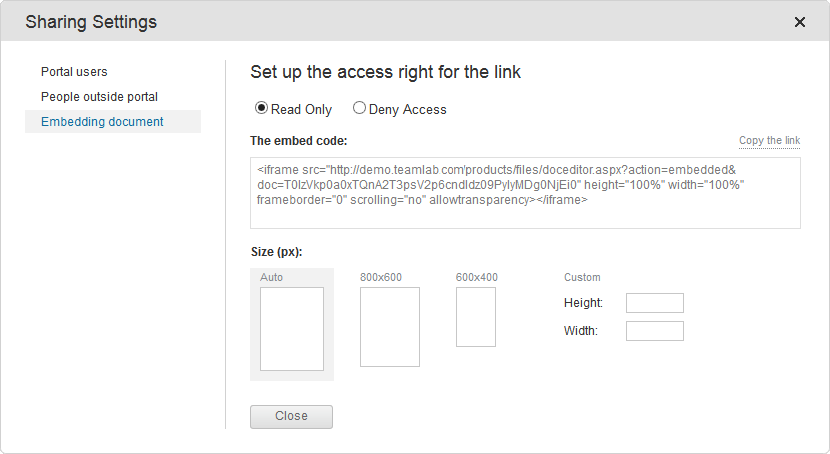 Sharing Settings
Portal users
People outside portal
Embedding document
Set up the access right for the link
Read Only
Deny Access
The embed code:
Copy the link
<iframe src="http://demo.teamlab.com/products/files/doceditor.aspx?action=embedded&
height="100%" width="100%"
frameborder="0" scrolling="no" allowtransparency></iframe>
Size (px):
Auto
800x600
600x400
Custom
Height:
Width:
Close